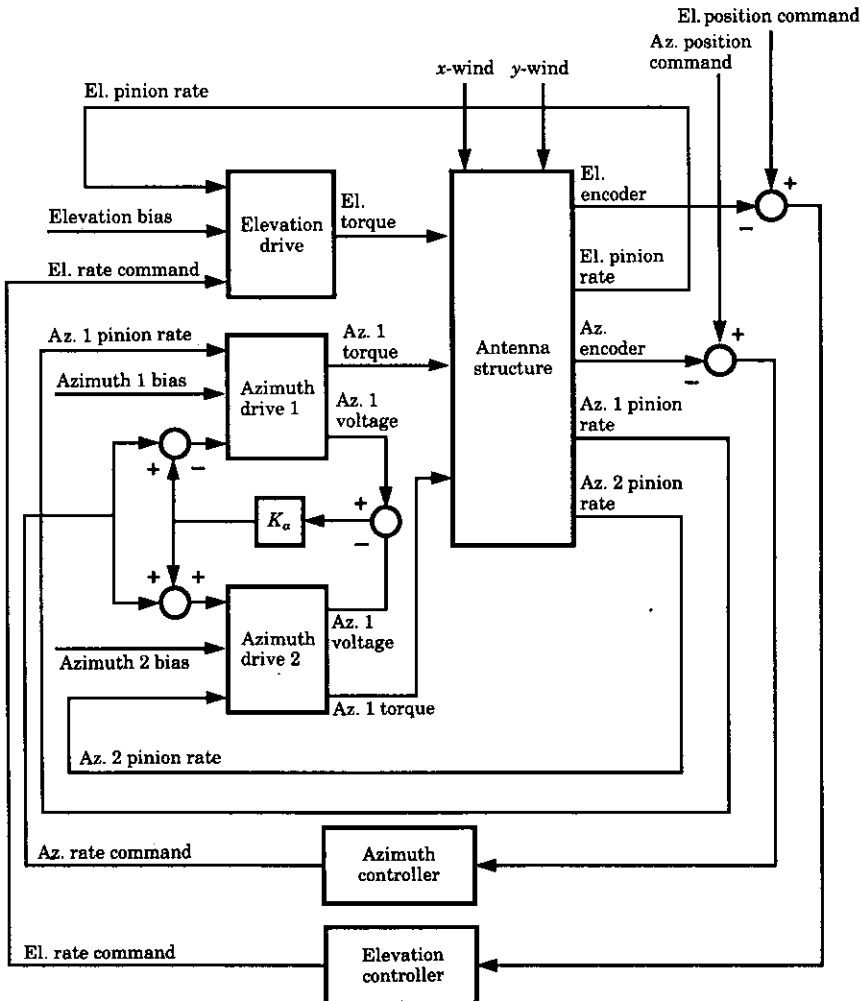 El. position command
Az. position
command
x-wind
y-wind
El. pinion rate
El.
encoder
+
−
El.
torque
Elevation bias
Elevation
drive
El. rate command
El. pinion
rate
Az. 1 pinion rate
Az. 1
torque
Antenna
structure
Az.
encoder
+
−
Azimuth 1 bias
Azimuth
drive 1
Az. 1
voltage
Az. 1 pinion
rate
+
−
Az. 2 pinion
rate
Kα
+
−
+
+
Azimuth
drive 2
Az. 1
voltage
Azimuth 2 bias
Az. 1 torque
Az. 2 pinion rate
Az. rate command
Azimuth
controller
El. rate command
Elevation
controller